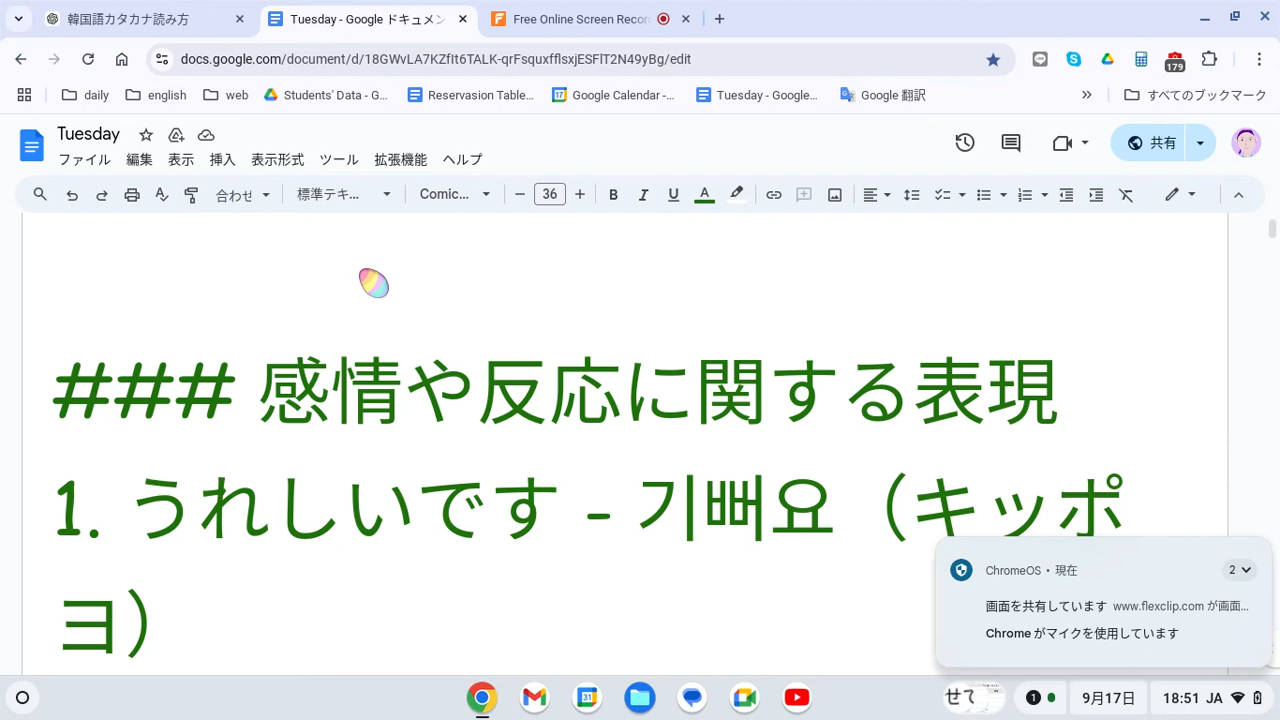 韓国語カタカナ読み方
Tuesday - Google ドキュメン
Free Online Screen Recor
docs.google.com/document/d/
/edit
179
daily
english
web
Students' Data - G...
Reservasion Table...
Google Calendar -...
Tuesday - Google...
Google 翻訳
»
すべてのブックマーク
Tuesday
ファイル
編集
表示
挿入
表示形式
ツール
拡張機能
ヘルプ
共有
合わせ
標準テキ...
Comic...
36
B
I
U
A
### 感情や反応に関する表現
1. うれしいです - 기뻐요（キッポ
ヨ）
ChromeOS • 現在
2
画面を共有しています www.flexclip.com が画面...
Chrome がマイクを使用しています
31
せて
1
9月17日
18:51 JA